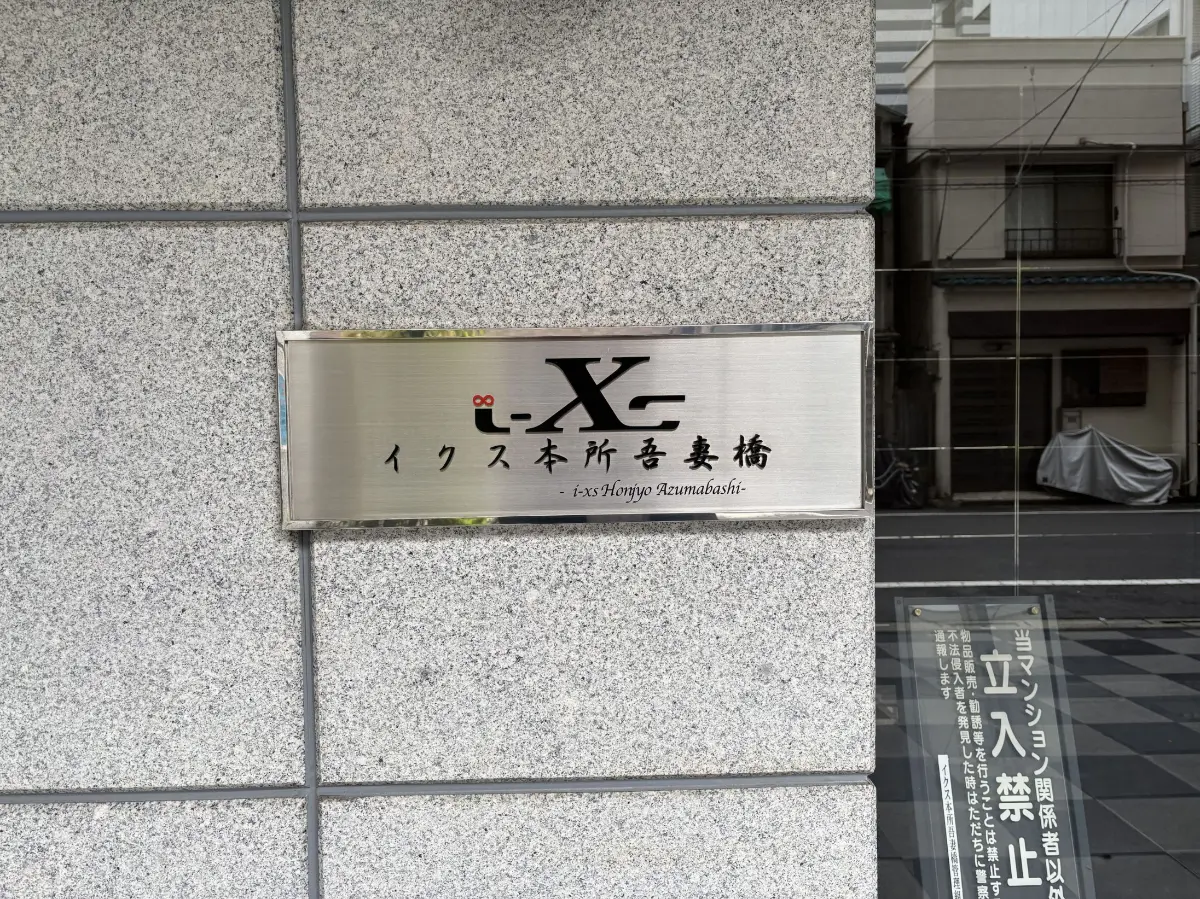 i-X-
イクス本所吾妻橋
- i-xs Honjyo Azumabashi-
当マンション関係者以外
立入禁止
物品販売・勧誘等を行うことは禁止す
不法侵入者を発見した時はただちに警察
通報します
イクス本所吾妻橋管理組